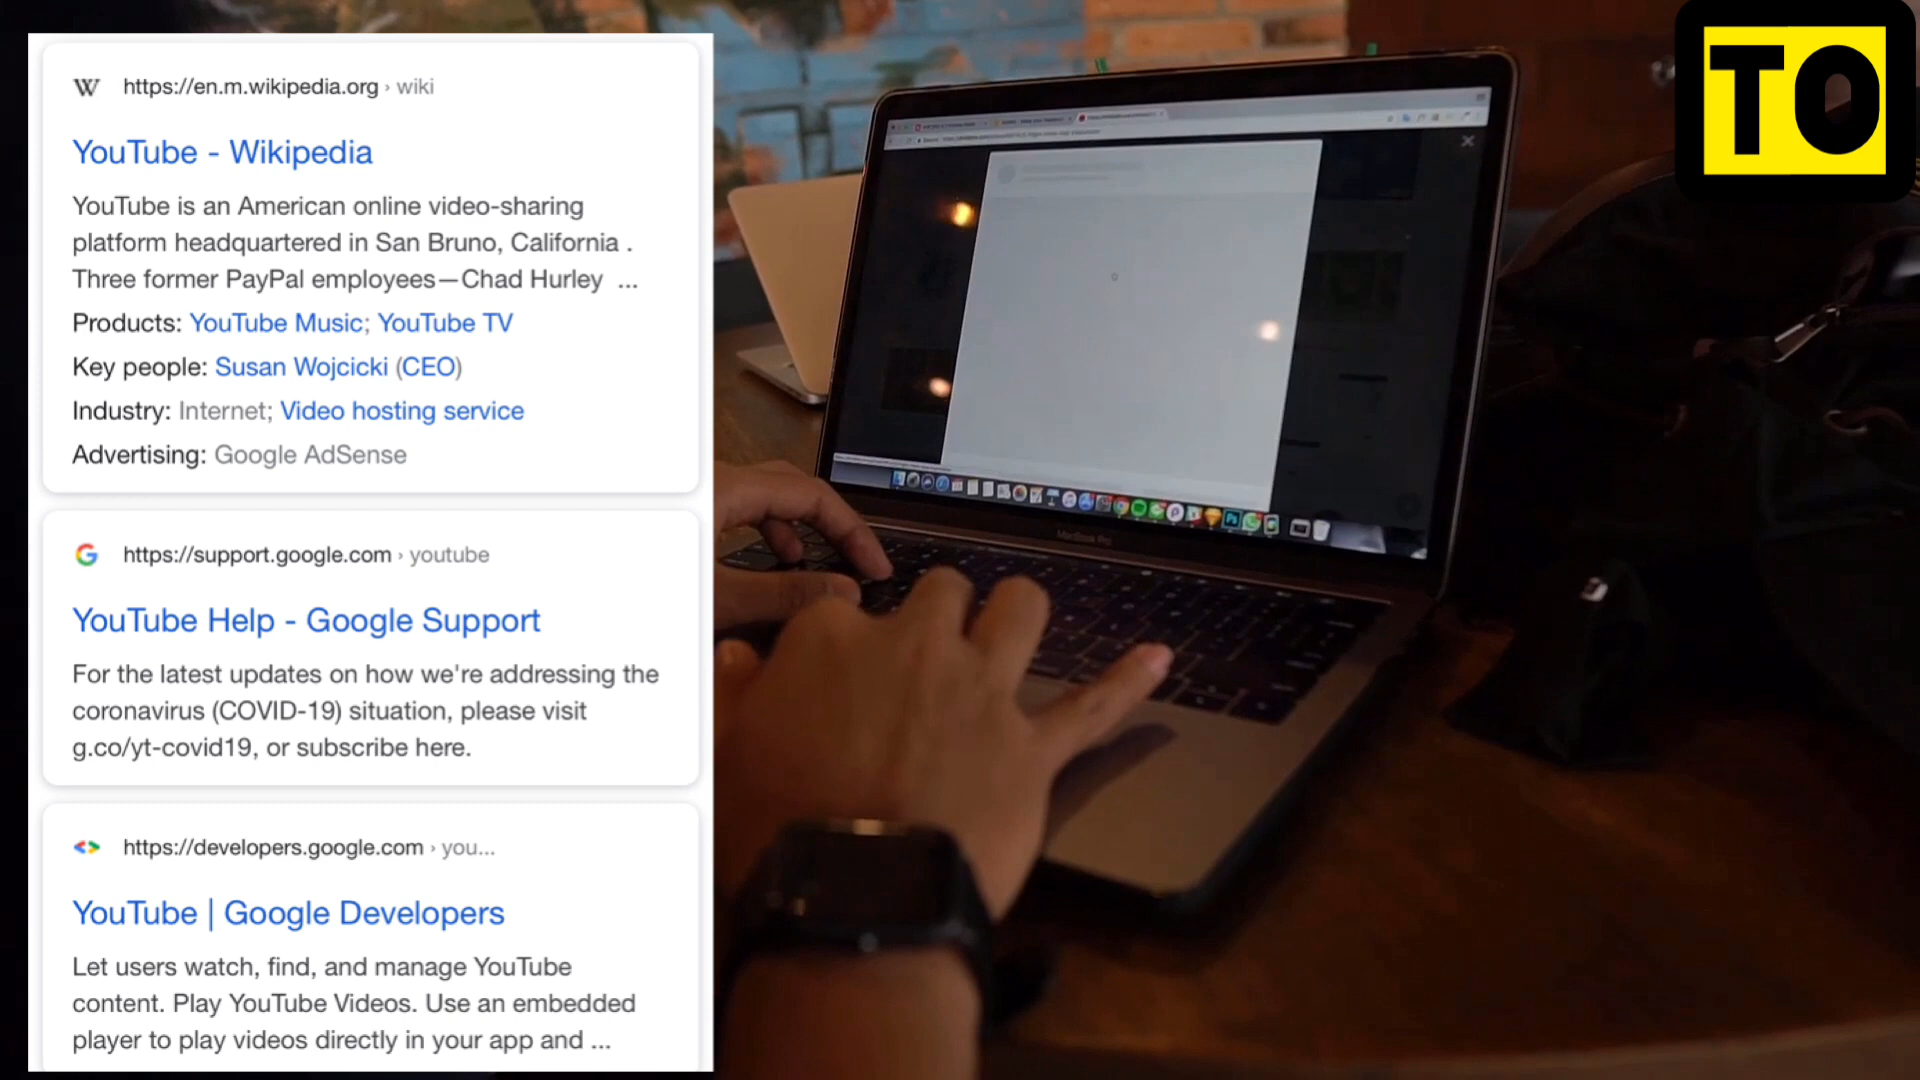 https://en.m.wikipedia.org › wiki
YouTube - Wikipedia
YouTube is an American online video-sharing
platform headquartered in San Bruno, California .
Three former PayPal employees—Chad Hurley ...
Products: YouTube Music; YouTube TV
Key people: Susan Wojcicki (CEO)
Industry: Internet; Video hosting service
Advertising: Google AdSense
https://support.google.com › youtube
YouTube Help - Google Support
For the latest updates on how we're addressing the
coronavirus (COVID-19) situation, please visit
g.co/yt-covid19, or subscribe here.
https://developers.google.com › you...
YouTube | Google Developers
Let users watch, find, and manage YouTube
content. Play YouTube Videos. Use an embedded
player to play videos directly in your app and ...
TO
MacBook Pro